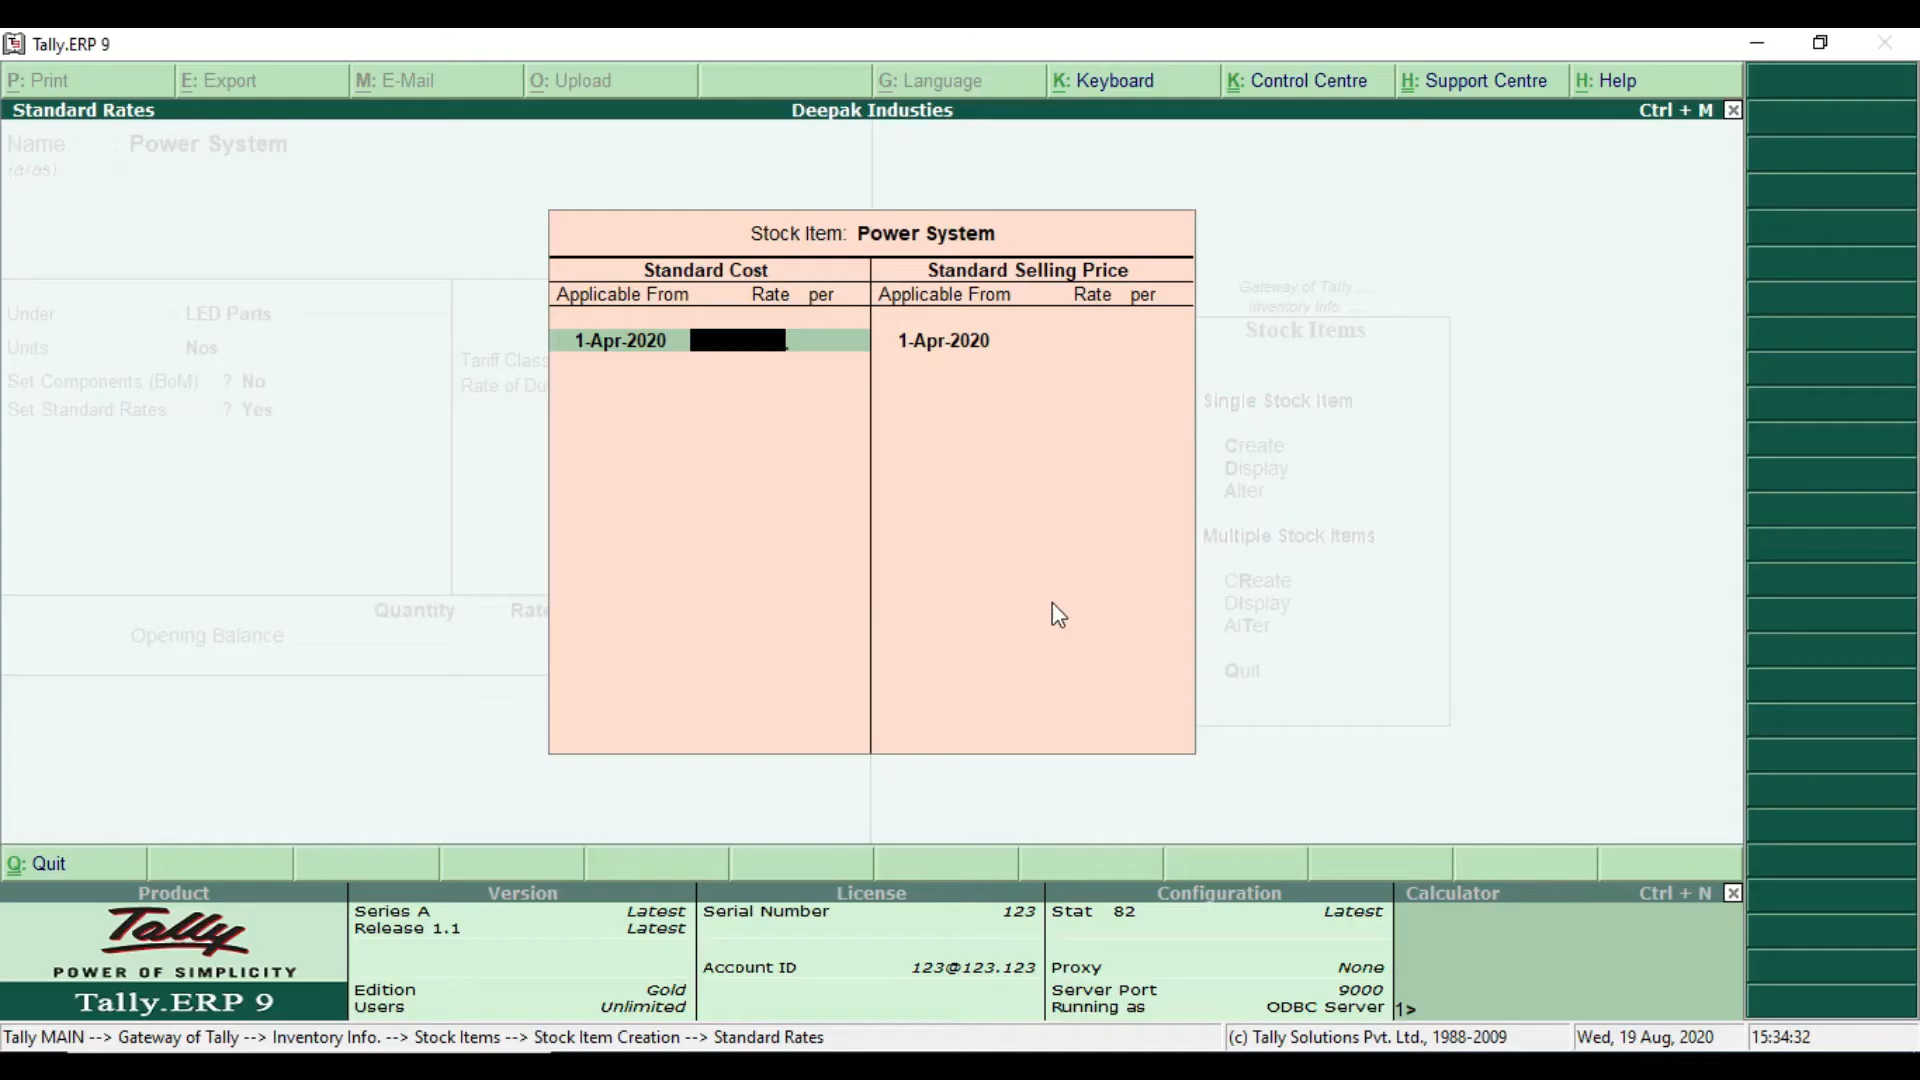 Tally.ERP 9
P: Print E: Export M: E-Mail O: Upload G: Language K: Keyboard K: Control Centre H: Support Centre H: Help
Standard Rates Deepak Industies Ctrl + M
Name : Power System
(alias)
Stock Item: Power System
Standard Cost Standard Selling Price
Applicable From Rate per Applicable From Rate per
1-Apr-2020 1-Apr-2020
Under : LED Parts
Units : Nos
Set Components (BoM) ? No
Set Standard Rates ? Yes
Tariff Class
Rate of Du
Quantity Rate
Opening Balance
Gateway of Tally ......
Inventory Info. ......
Stock Items
Single Stock Item
Create
Display
Alter
Multiple Stock Items
CReate
DIsplay
AlTer
Quit
Q: Quit
Product Version License Configuration Calculator Ctrl + N
Tally
POWER OF SIMPLICITY
Tally.ERP 9
Series A Latest
Release 1.1 Latest
Edition Gold
Users Unlimited
Serial Number 123
Account ID 123@123.123
Stat 82 Latest
Proxy None
Server Port 9000
Running as ODBC Server
1>
Tally MAIN --> Gateway of Tally --> Inventory Info. --> Stock Items --> Stock Item Creation --> Standard Rates (c) Tally Solutions Pvt. Ltd., 1988-2009 Wed, 19 Aug, 2020 15:34:32